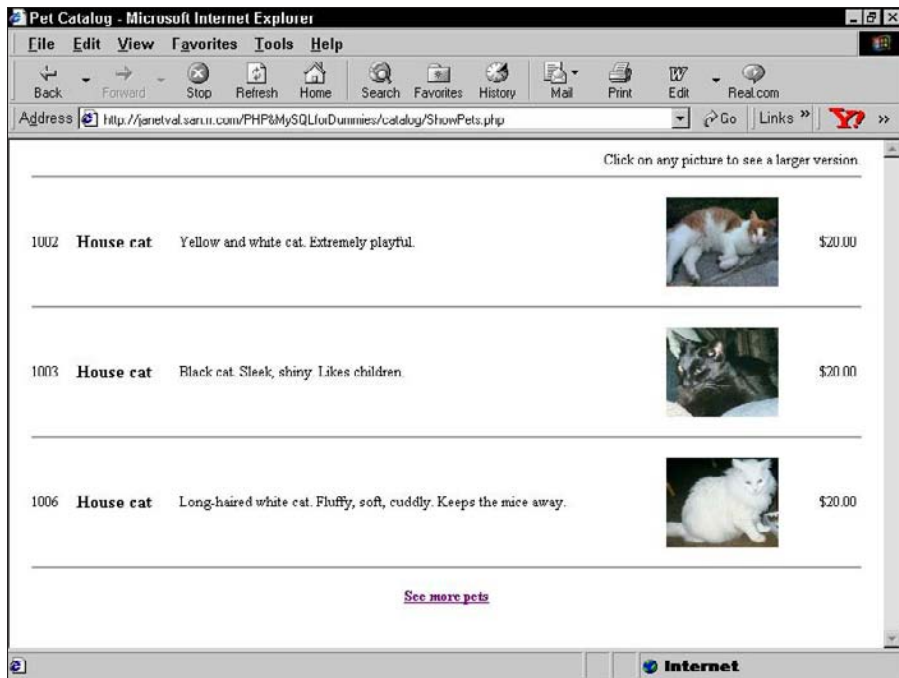 Pet Catalog - Microsoft Internet Explorer
File Edit View Favorites Tools Help
Back Forward Stop Refresh Home Search Favorites History Mail Print Edit Real.com
Address http://janetval.san.rr.com/PHP&MySQLforDummies/catalog/ShowPets.php Go Links »
Click on any picture to see a larger version.
1002 House cat Yellow and white cat. Extremely playful. $20.00
1003 House cat Black cat. Sleek, shiny. Likes children. $20.00
1006 House cat Long-haired white cat. Fluffy, soft, cuddly. Keeps the mice away. $20.00
See more pets
Internet